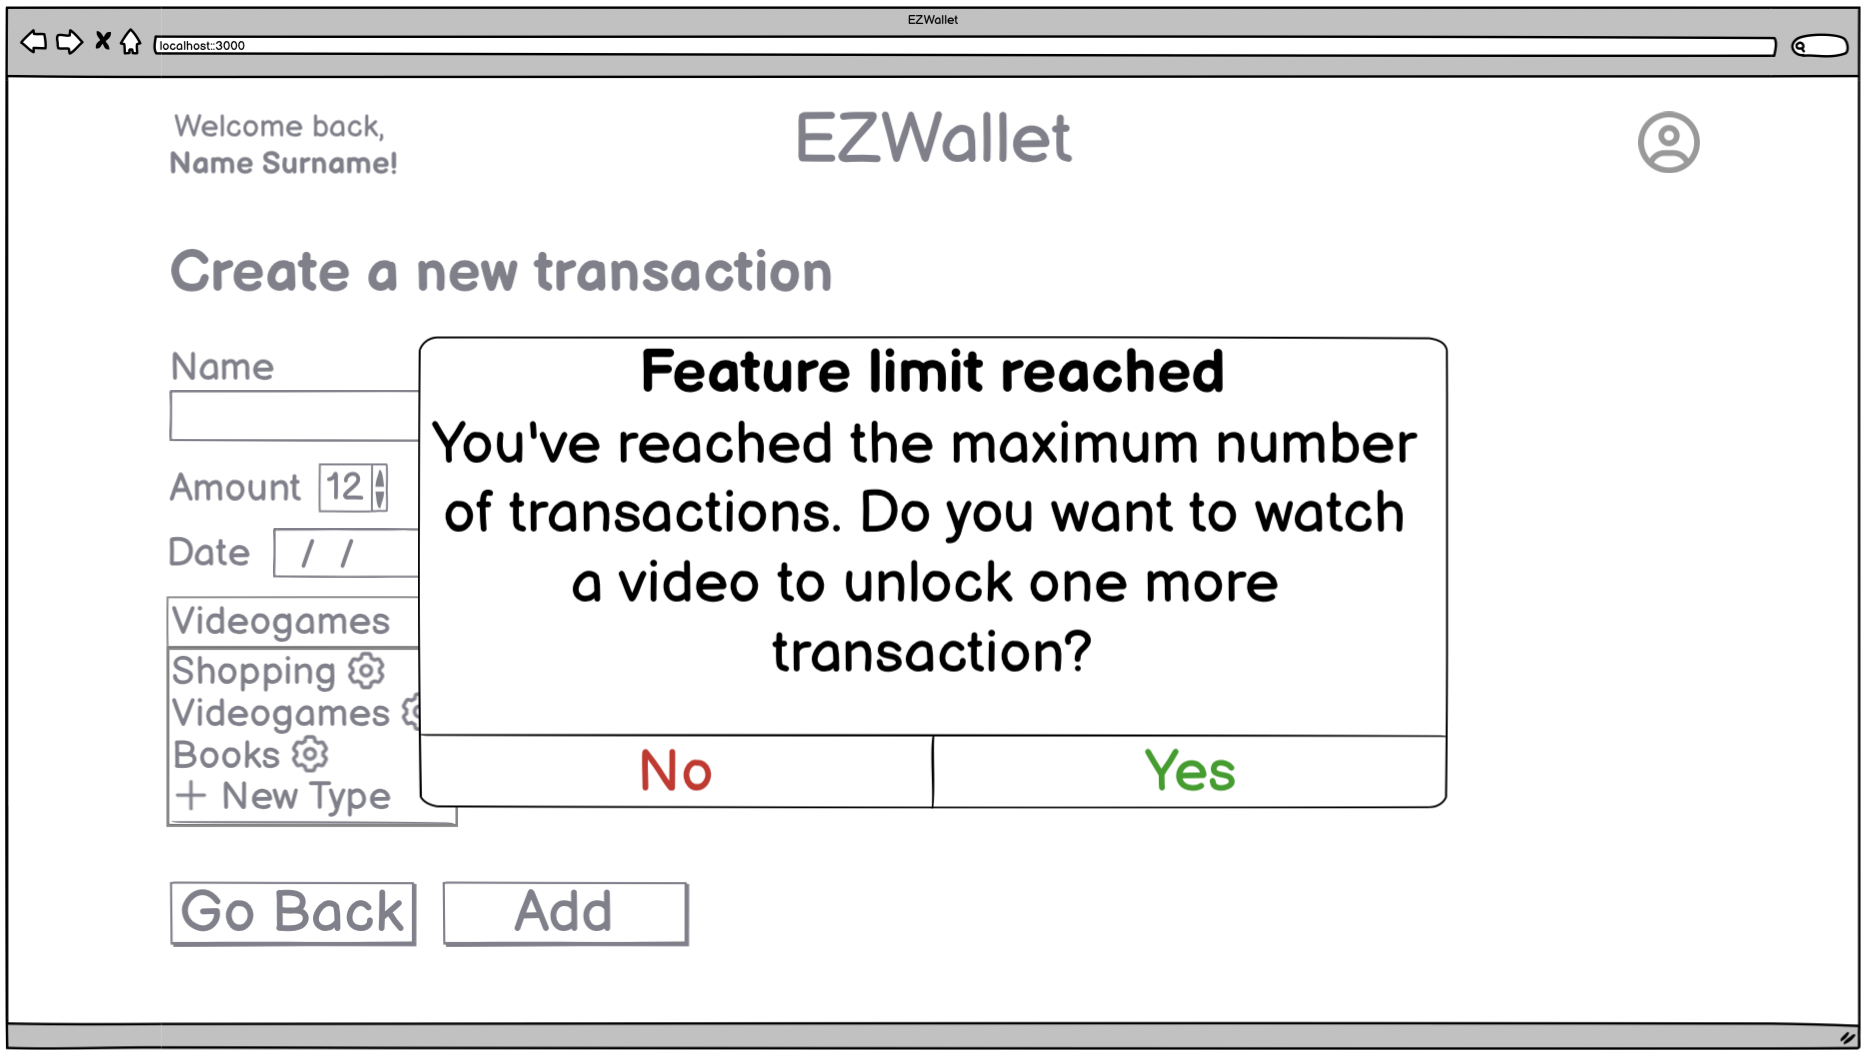 EZWallet
localhost::3000
Welcome back,
Name Surname!
EZWallet
Create a new transaction
Name
Amount 12
Date / /
Videogames
Shopping
Videogames
Books
+ New Type
Feature limit reached
You've reached the maximum number
of transactions. Do you want to watch
a video to unlock one more
transaction?
No
Yes
Go Back
Add